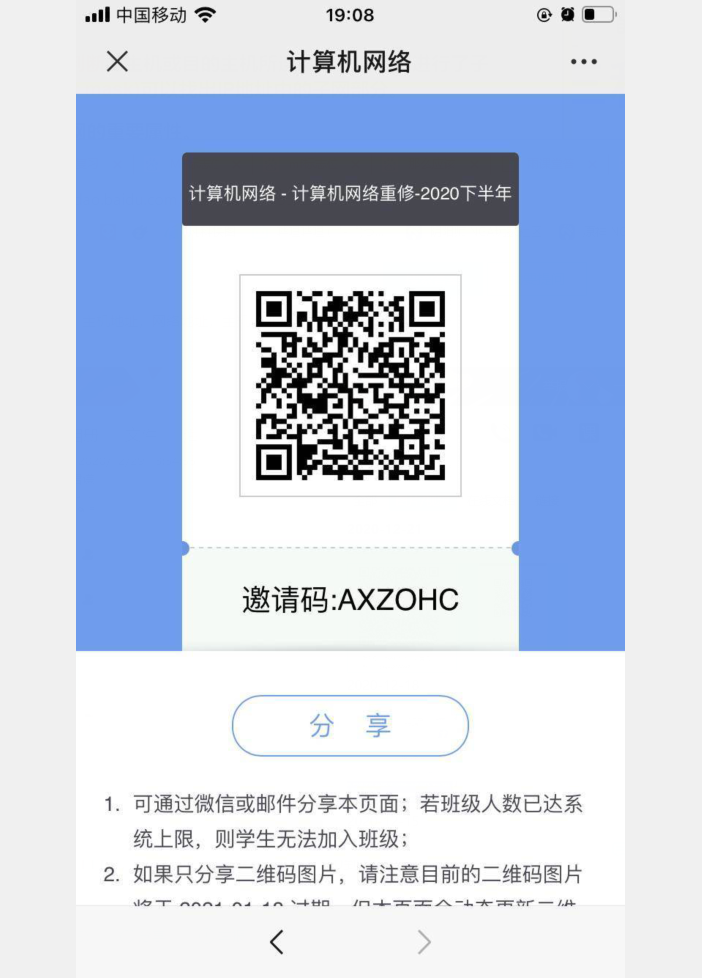 中国移动
19:08
计算机网络
计算机网络 - 计算机网络重修-2020下半年
邀请码:AXZOHC
分 享
1. 可通过微信或邮件分享本页面；若班级人数已达系
统上限，则学生无法加入班级；
2. 如果只分享二维码图片，请注意目前的二维码图片